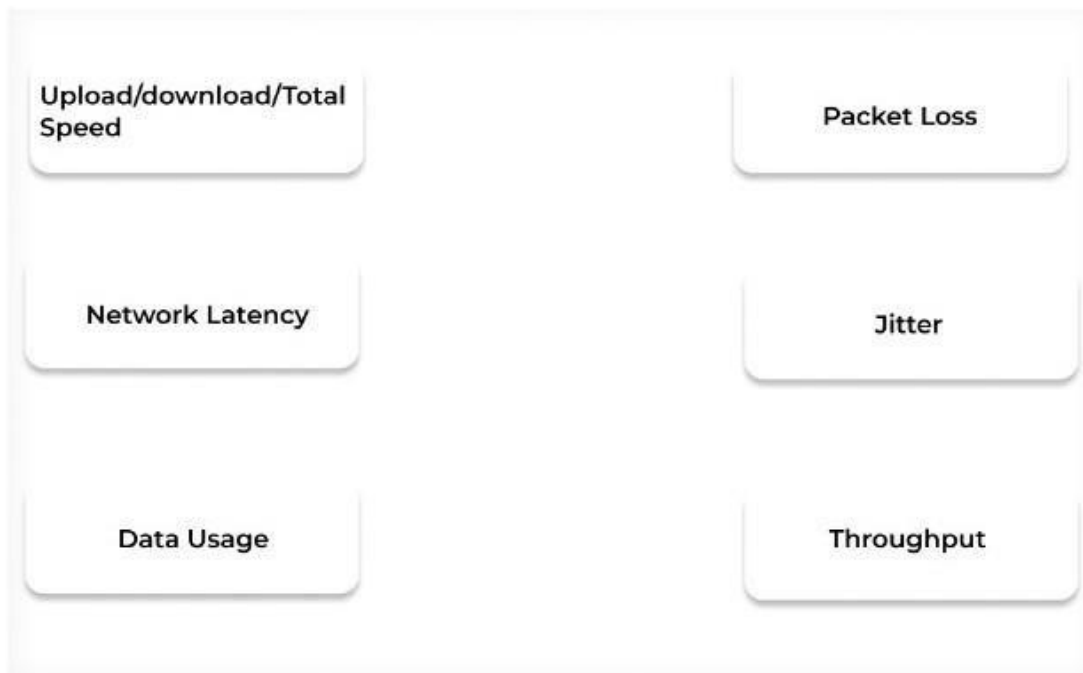 Upload/download/Total
Speed
Packet Loss
Network Latency
Jitter
Data Usage
Throughput